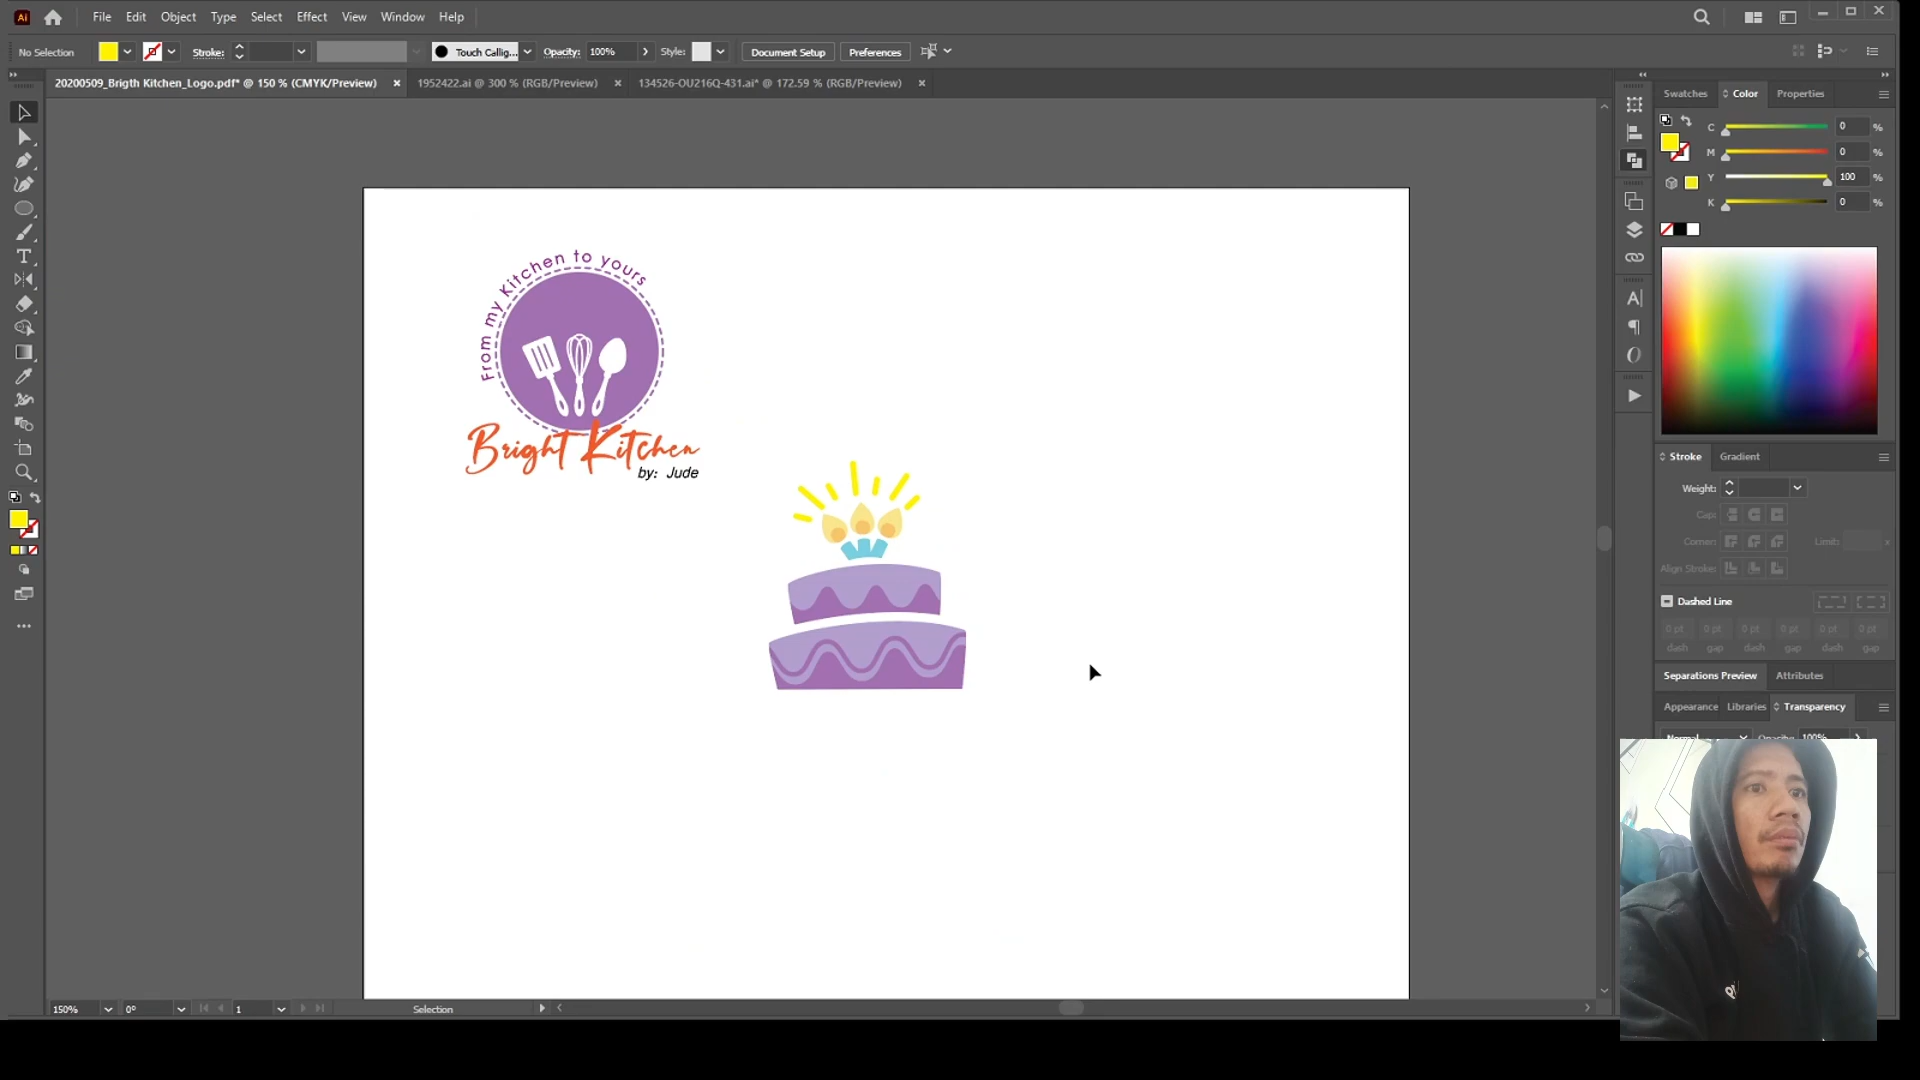 Ai File Edit Object Type Select Effect View Window Help
No Selection Stroke: Touch Callig... Opacity: 100% Style: Document Setup Preferences
20200509_Brigth Kitchen_Logo.pdf* @ 150 % (CMYK/Preview) × 1952422.ai @ 300 % (RGB/Preview) × 134526-OU216Q-431.ai* @ 172.59 % (RGB/Preview) ×
Swatches Color Properties
C 0 %
M 0 %
Y 100 %
K 0 %
From my Kitchen to yours
Bright Kitchen
by: Jude
Stroke Gradient
Weight:
Cap:
Corner: Limit: x
Align Stroke:
Dashed Line
0 pt 0 pt 0 pt 0 pt 0 pt 0 pt
dash gap dash gap dash gap
Separations Preview Attributes
Appearance Libraries Transparency
Normal Opacity: 100%
150% 0° 1 Selection